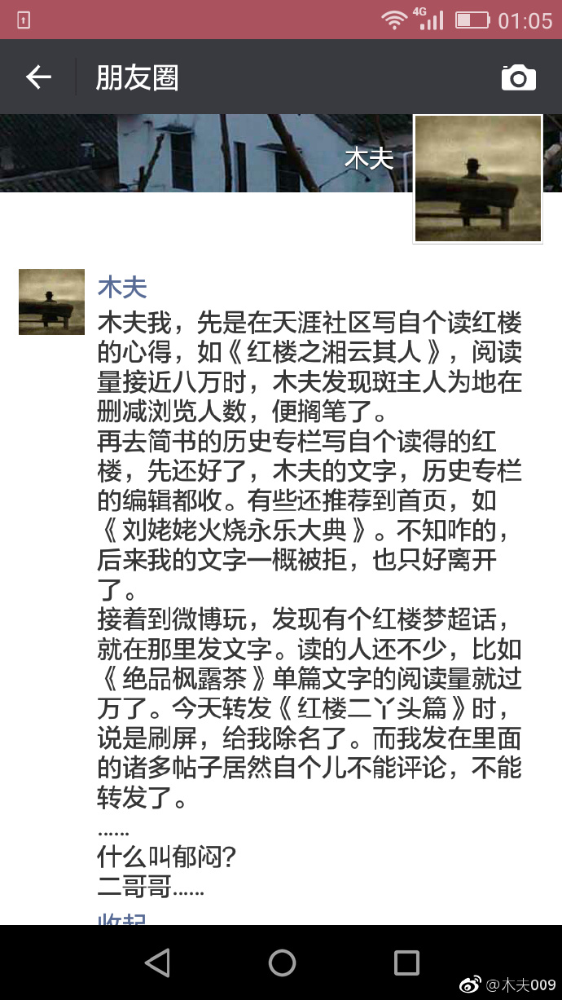 4G
01:05
朋友圈
木夫
木夫
木夫我，先是在天涯社区写自个读红楼
的心得，如《红楼之湘云其人》，阅读
量接近八万时，木夫发现斑主人为地在
删减浏览人数，便搁笔了。
再去简书的历史专栏写自个读得的红
楼，先还好了，木夫的文字，历史专栏
的编辑都收。有些还推荐到首页，如
《刘姥姥火烧永乐大典》。不知咋的，
后来我的文字一概被拒，也只好离开
了。
接着到微博玩，发现有个红楼梦超话，
就在那里发文字。读的人还不少，比如
《绝品枫露茶》单篇文字的阅读量就过
万了。今天转发《红楼二丫头篇》时，
说是刷屏，给我除名了。而我发在里面
的诸多帖子居然自个儿不能评论，不能
转发了。
……
什么叫郁闷?
二哥哥……
收起
@木夫009